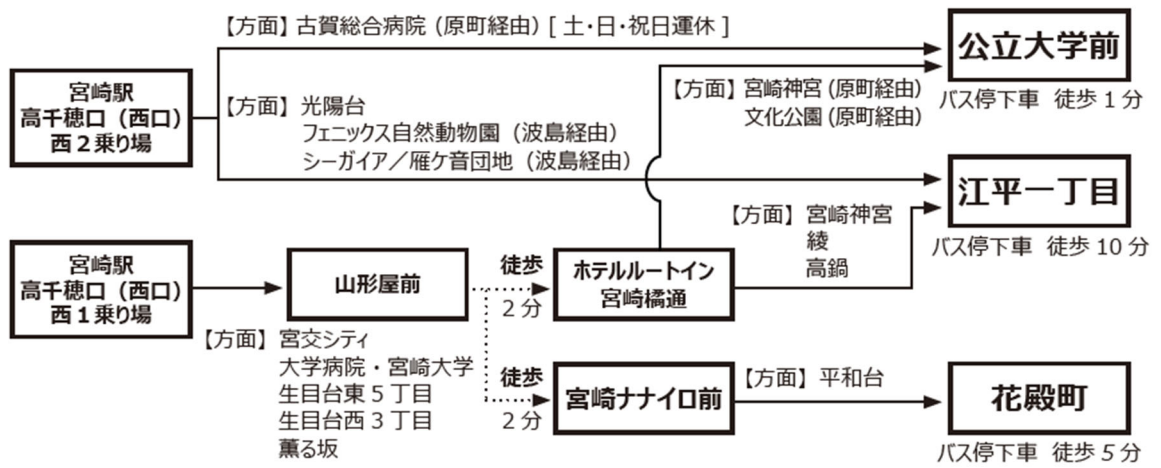 【方面】古賀総合病院 (原町経由) [ 土・日・祝日運休 ]
公立大学前
バス停下車 徒歩 1 分
宮崎駅
高千穂口（西口）
西２乗り場
【方面】光陽台
フェニックス自然動物園（波島経由）
シーガイア／雁ケ音団地（波島経由）
【方面】宮崎神宮 (原町経由)
文化公園 (原町経由)
江平一丁目
バス停下車 徒歩 10 分
【方面】宮崎神宮
綾
高鍋
宮崎駅
高千穂口（西口）
西１乗り場
山形屋前
徒歩
2 分
ホテルルートイン
宮崎橘通
【方面】宮交シティ
大学病院・宮崎大学
生目台東 5 丁目
生目台西 3 丁目
薫る坂
徒歩
2 分
宮崎ナナイロ前
【方面】平和台
花殿町
バス停下車 徒歩 5 分